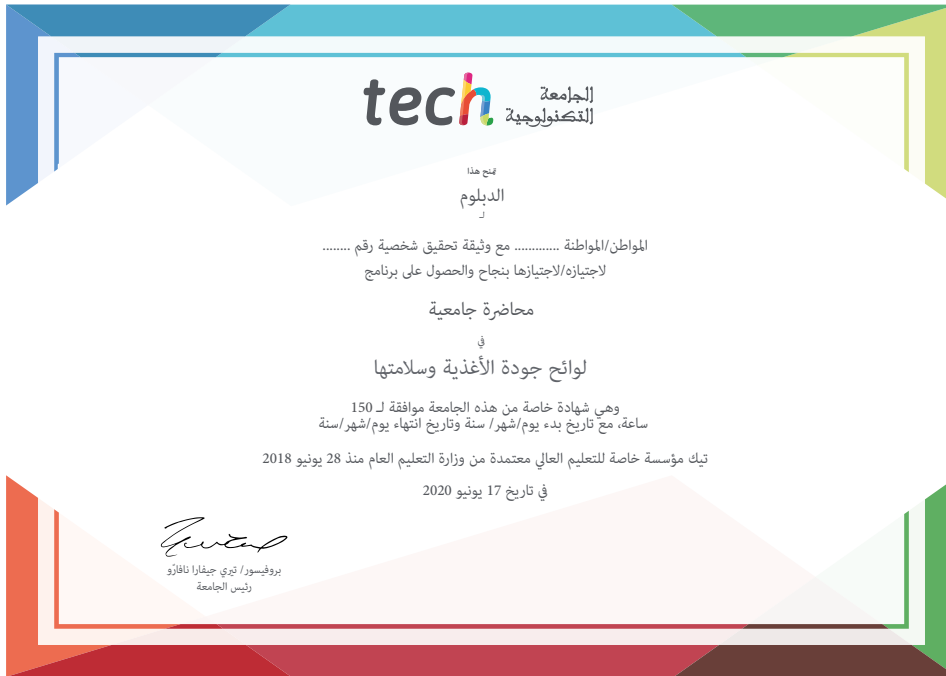 tech الجامعة
التكنولوجية
يمنح هذا
الدبلوم
لـ
المواطن/المواطنة ............. مع وثيقة تحقيق شخصية رقم ........
لاجتيازه/لاجتيازها بنجاح والحصول على برنامج
محاضرة جامعية
في
لوائح جودة الأغذية وسلامتها
وهي شهادة خاصة من هذه الجامعة موافقة لـ 150
ساعة، مع تاريخ بدء يوم/شهر/ سنة وتاريخ انتهاء يوم/شهر/سنة
تيك مؤسسة خاصة للتعليم العالي معتمدة من وزارة التعليم العام منذ 28 يونيو 2018
في تاريخ 17 يونيو 2020
بروفيسور/ تيري جيفارا نافارّو
رئيس الجامعة